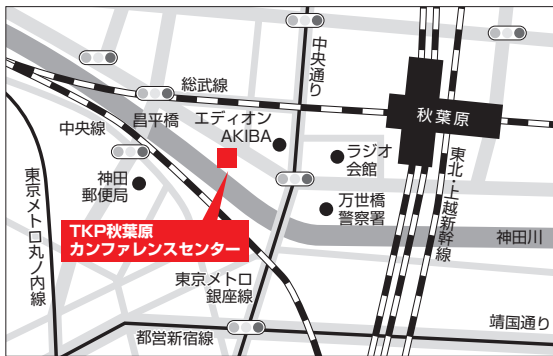 中央通り
総武線
秋葉原
中央線
昌平橋
エディオン
AKIBA
ラジオ
会館
神田
郵便局
万世橋
警察署
東北・上越新幹線
東京メトロ丸ノ内線
TKP秋葉原
カンファレンスセンター
神田川
東京メトロ
銀座線
靖国通り
都営新宿線